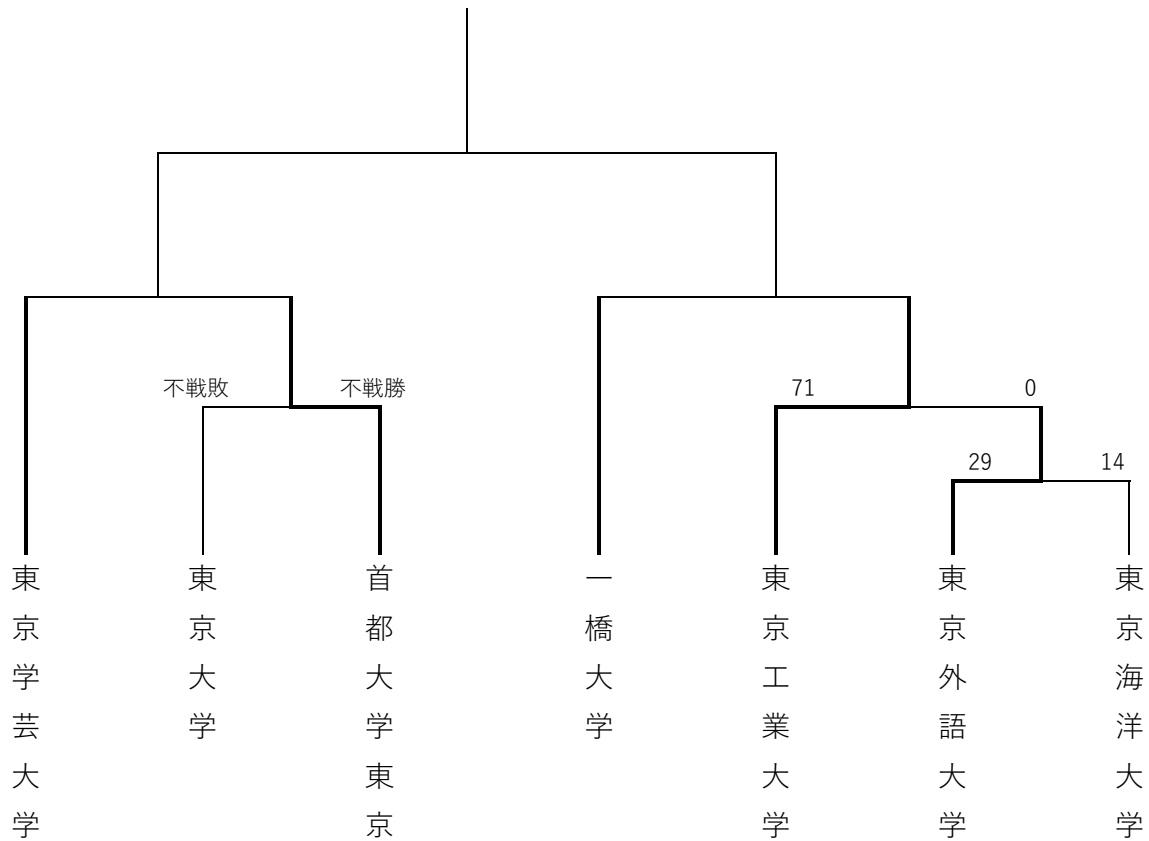 不戦敗
不戦勝
71
0
29
14
東京学芸大学
東京大学
首都大学東京
一橋大学
東京工業大学
東京外語大学
東京海洋大学